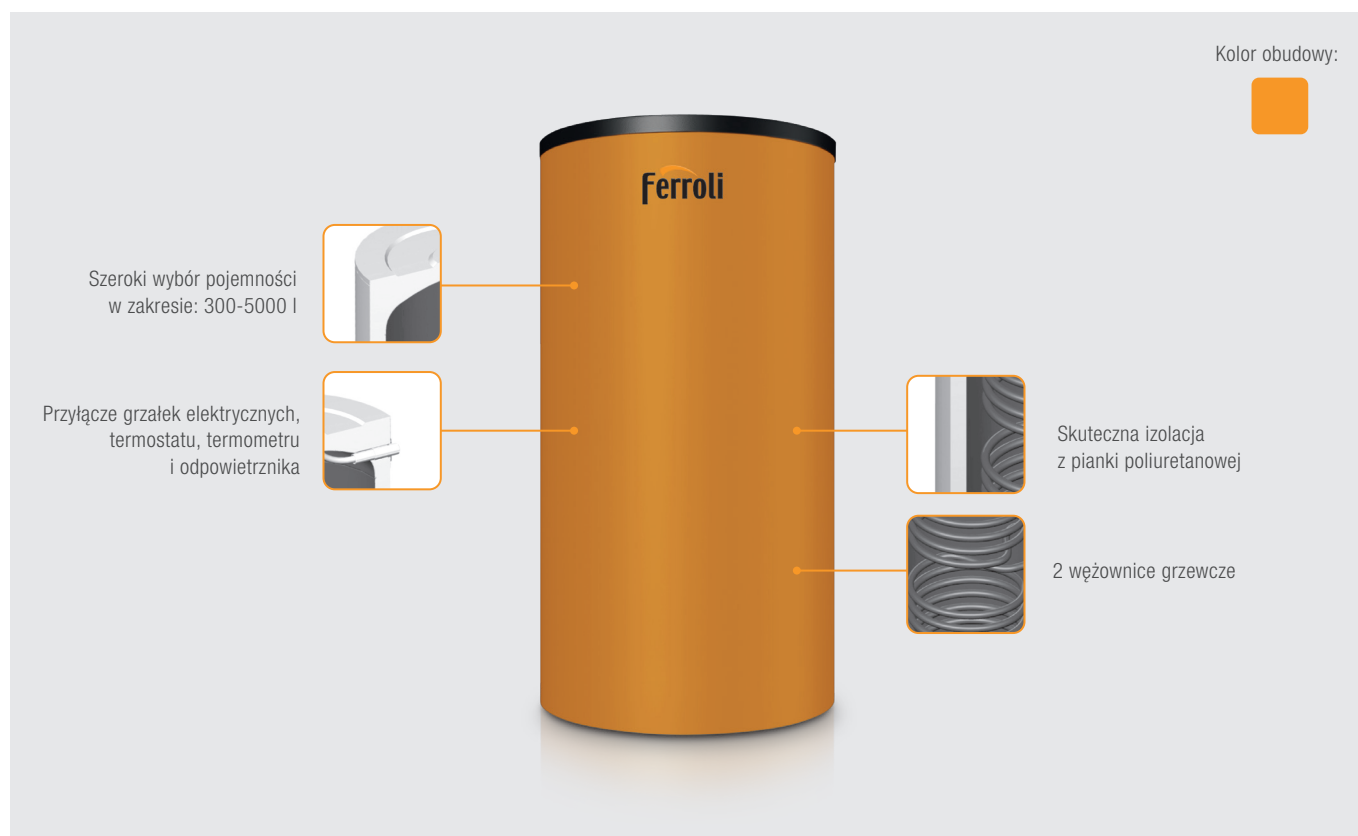 Kolor obudowy:
Ferroli
Szeroki wybór pojemności
w zakresie: 300-5000 l
Przyłącze grzałek elektrycznych,
termostatu, termometru
i odpowietrznika
Skuteczna izolacja
z pianki poliuretanowej
2 wężownice grzewcze